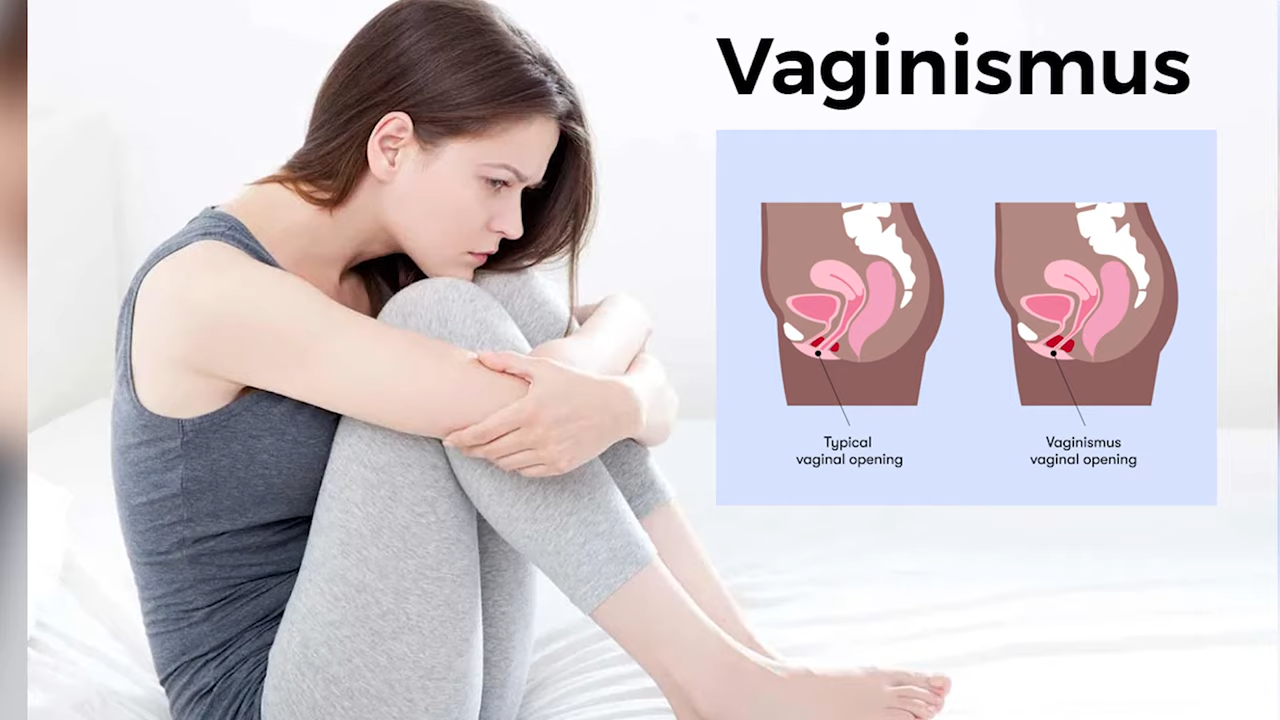 Vaginismus
Typical
vaginal opening
Vaginismus
vaginal opening